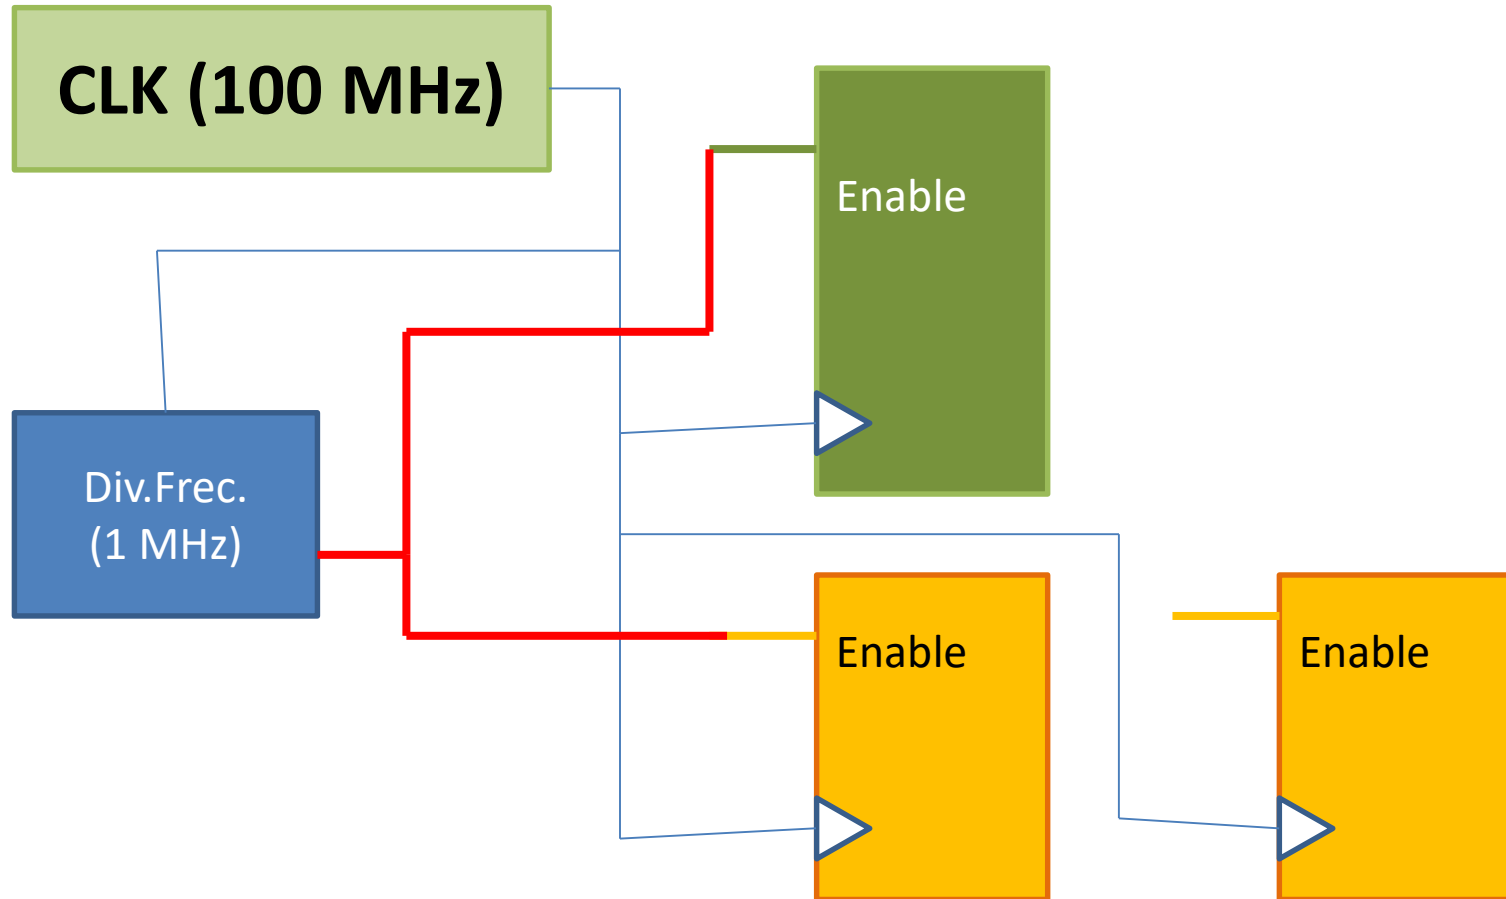 CLK (100 MHz)
Enable
Div.Frec.
(1 MHz)
Enable
Enable